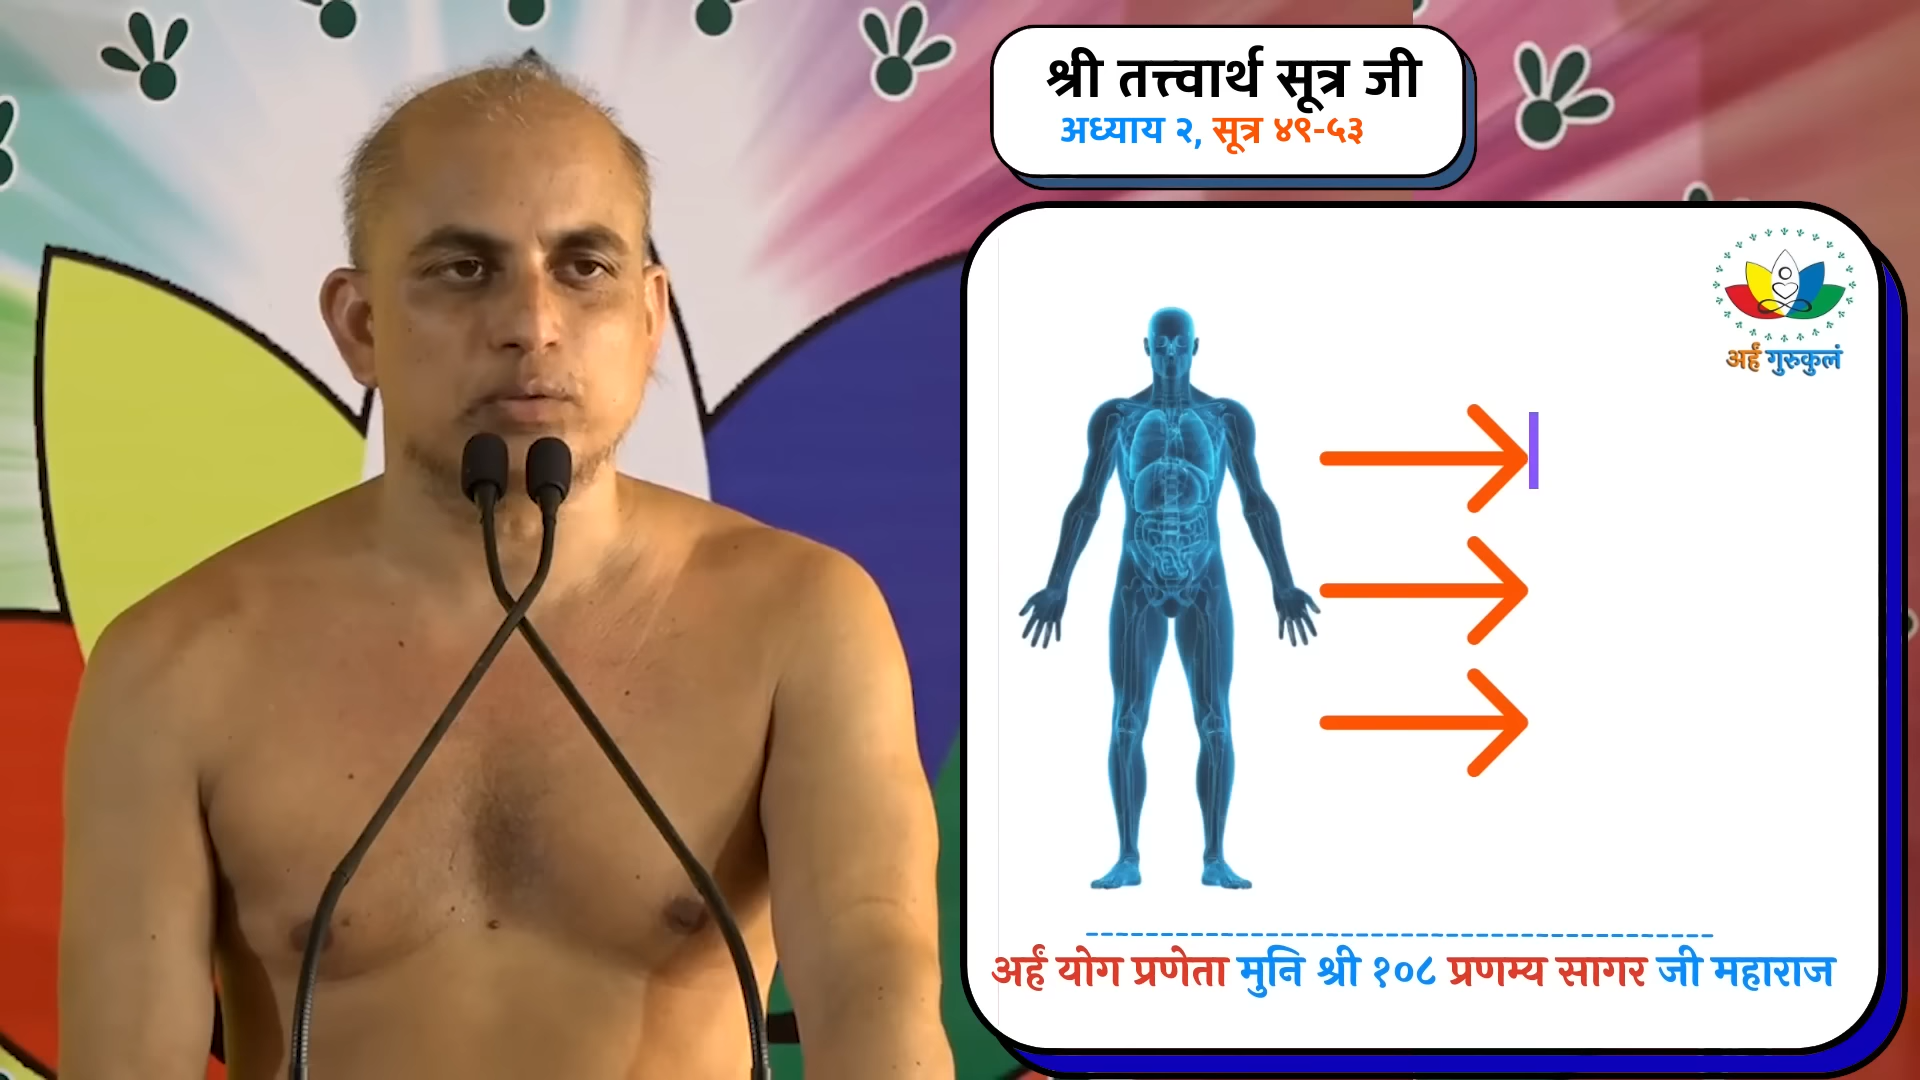 श्री तत्त्वार्थ सूत्र जी
अध्याय २, सूत्र ४९-५३
अर्हं गुरुकुलं
अर्हं योग प्रणेता मुनि श्री १०८ प्रणम्य सागर जी महाराज